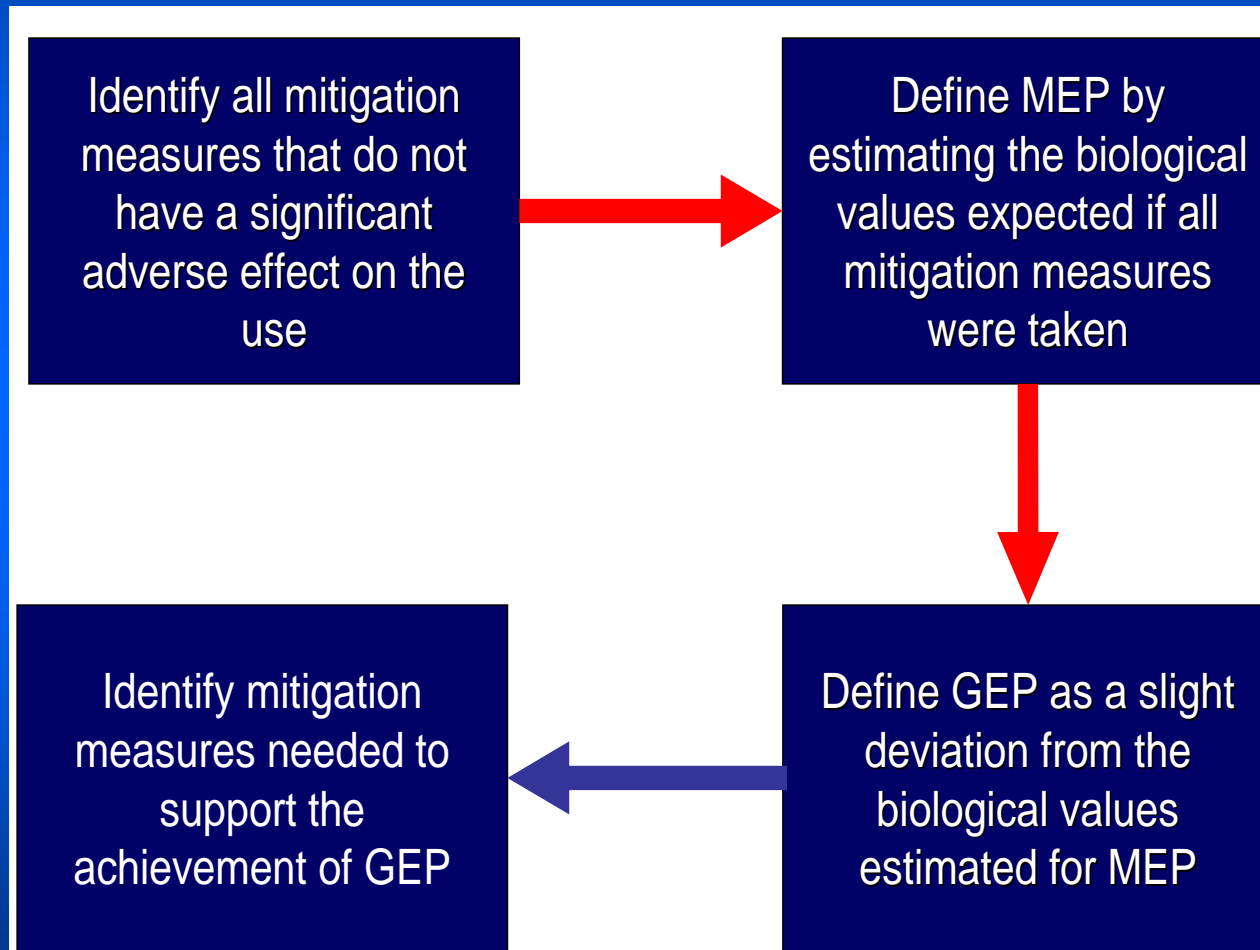 Identify all mitigation
measures that do not
have a significant
adverse effect on the
use
Define MEP by
estimating the biological
values expected if all
mitigation measures
were taken
Define GEP as a slight
deviation from the
biological values
estimated for MEP
Identify mitigation
measures needed to
support the
achievement of GEP